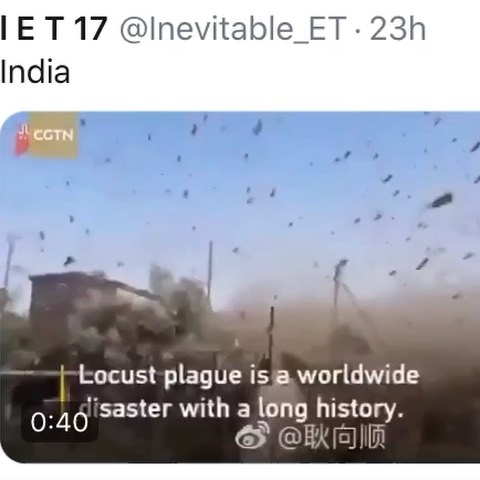 I E T 17 @Inevitable_ET · 23h
India
CGTN
Locust plague is a worldwide
disaster with a long history.
0:40
@耿向顺